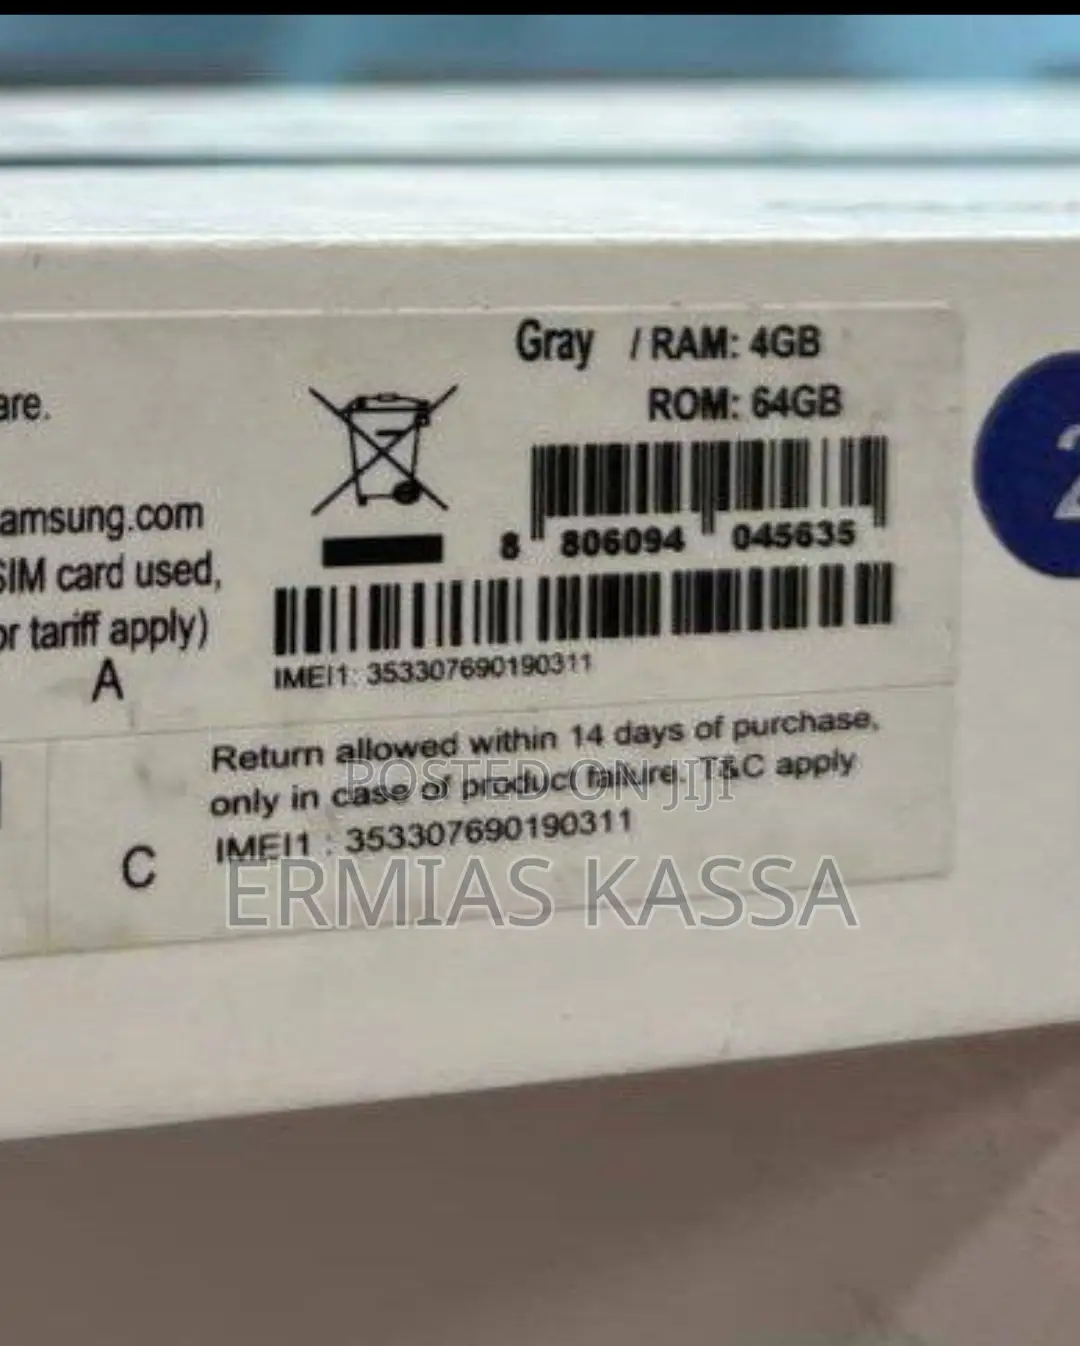 Gray / RAM: 4GB
ROM: 64GB
are.
amsung.com
SIM card used,
or tariff apply)
A
8 806094 045635
IMEI1: 353307690190311
Return allowed within 14 days of purchase,
only in case of product failure. T&C apply
IMEI1 : 353307690190311
C
2
POSTED ON JIJI
ERMIAS KASSA